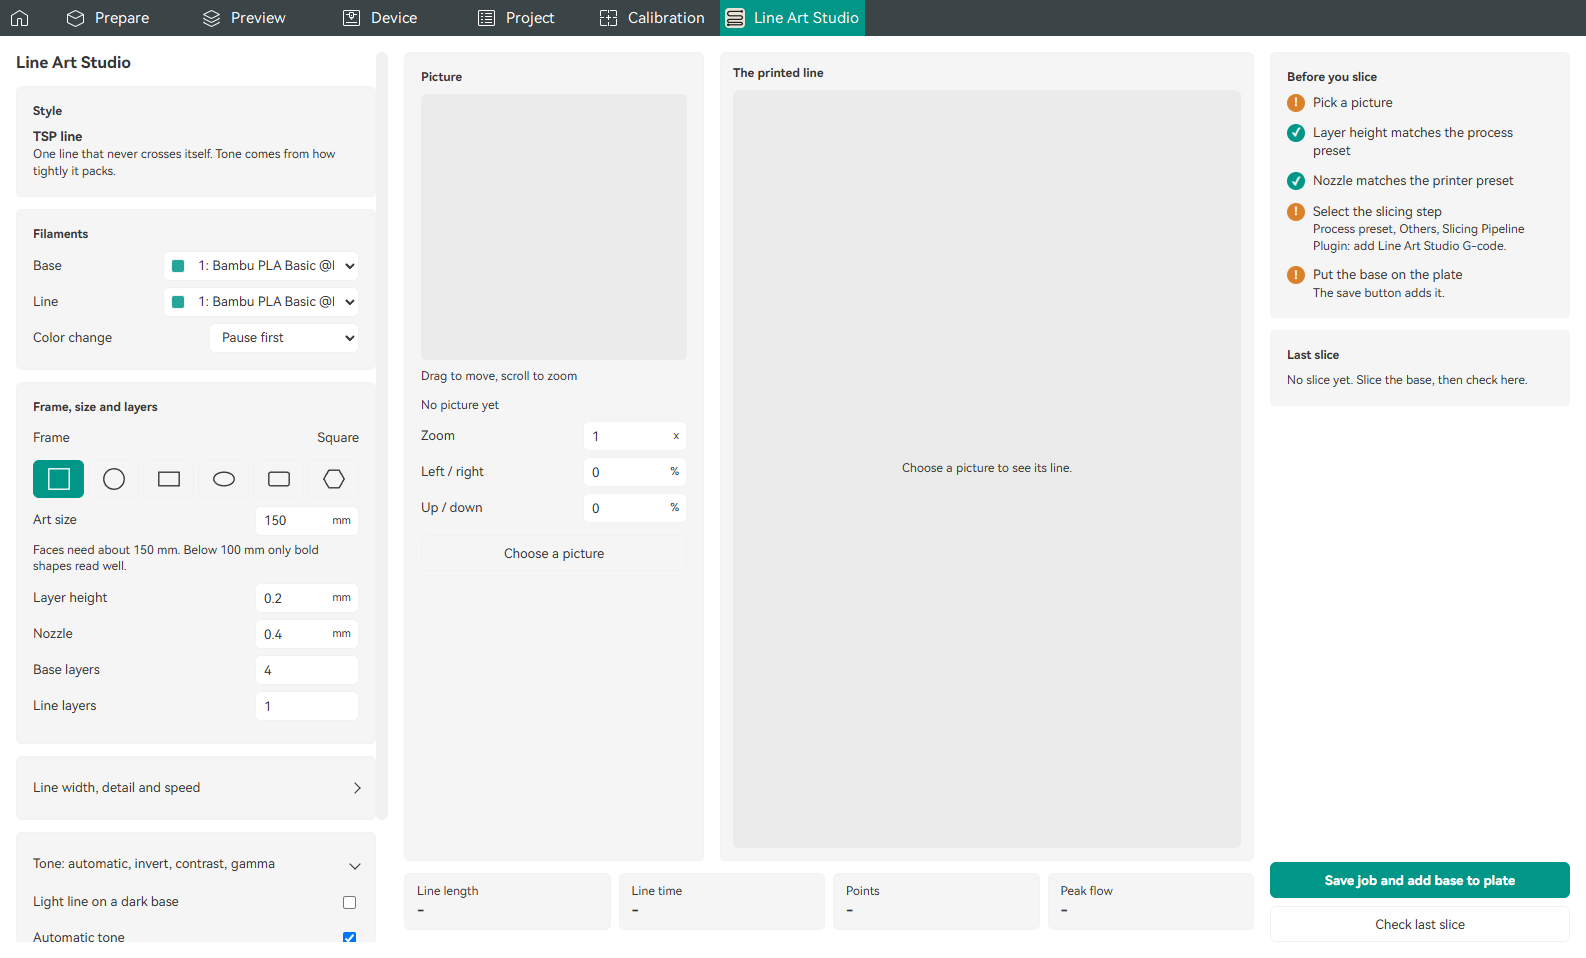 Prepare
Preview
Device
Project
Calibration
Line Art Studio
Line Art Studio
Style
TSP line
One line that never crosses itself. Tone comes from how
tightly it packs.
Filaments
Base
1: Bambu PLA Basic @
Line
1: Bambu PLA Basic @
Color change
Pause first
Frame, size and layers
Frame
Square
Art size
150 mm
Faces need about 150 mm. Below 100 mm only bold
shapes read well.
Layer height
0.2 mm
Nozzle
0.4 mm
Base layers
4
Line layers
1
Line width, detail and speed
Tone: automatic, invert, contrast, gamma
Light line on a dark base
Automatic tone
Picture
Drag to move, scroll to zoom
No picture yet
Zoom
1 x
Left / right
0 %
Up / down
0 %
Choose a picture
The printed line
Choose a picture to see its line.
Line length
-
Line time
-
Points
-
Peak flow
-
Before you slice
Pick a picture
Layer height matches the process
preset
Nozzle matches the printer preset
Select the slicing step
Process preset, Others, Slicing Pipeline
Plugin: add Line Art Studio G-code.
Put the base on the plate
The save button adds it.
Last slice
No slice yet. Slice the base, then check here.
Save job and add base to plate
Check last slice